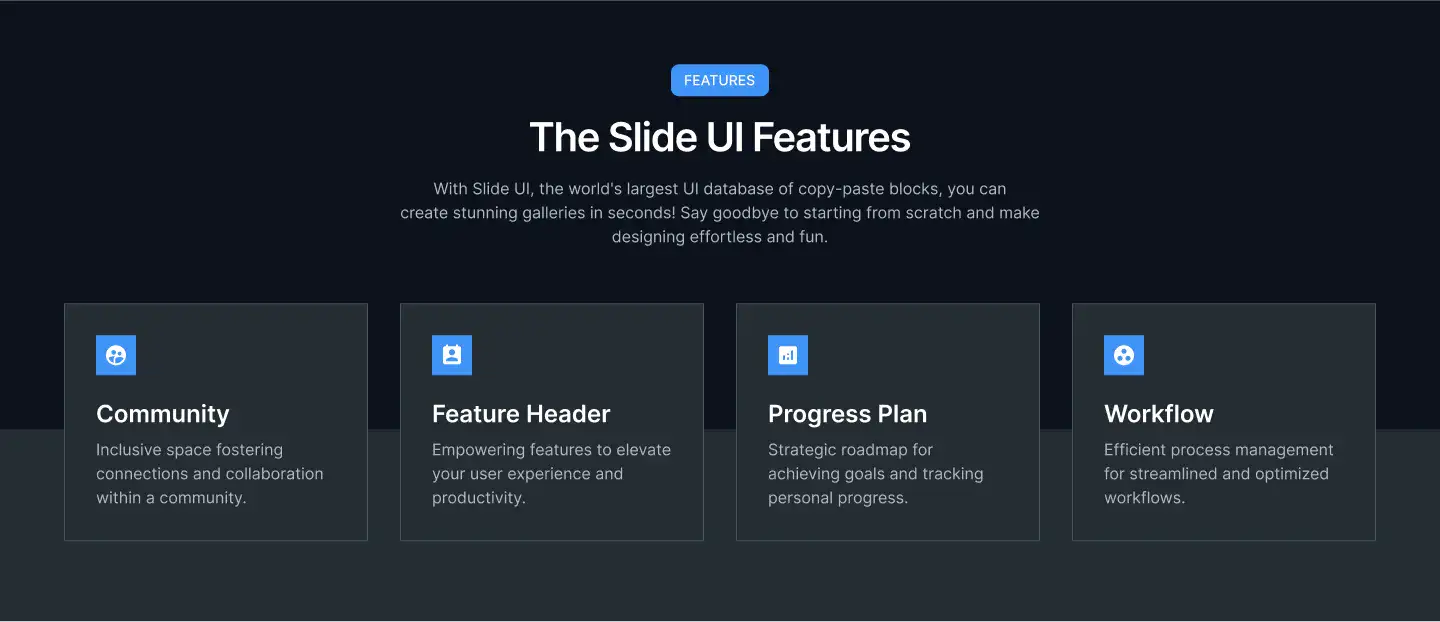 FEATURES
The Slide UI Features
With Slide UI, the world's largest UI database of copy-paste blocks, you can
create stunning galleries in seconds! Say goodbye to starting from scratch and make
designing effortless and fun.
Community
Inclusive space fostering
connections and collaboration
within a community.
Feature Header
Empowering features to elevate
your user experience and
productivity.
Progress Plan
Strategic roadmap for
achieving goals and tracking
personal progress.
Workflow
Efficient process management
for streamlined and optimized
workflows.